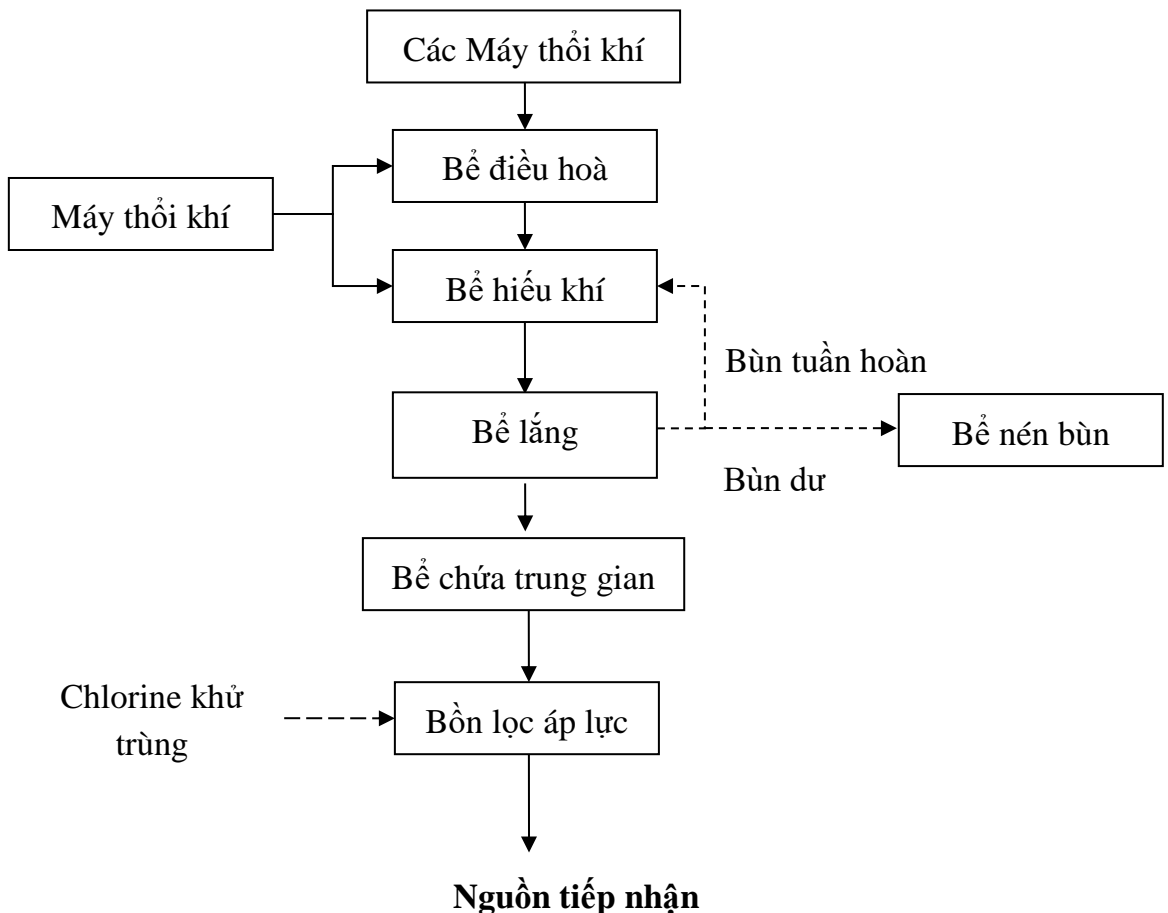 Các Máy thổi khí
Bể điều hoà
Máy thổi khí
Bể hiếu khí
Bùn tuần hoàn
Bể lắng
Bể nén bùn
Bùn dư
Bể chứa trung gian
Chlorine khử
trùng
Bồn lọc áp lực
Nguồn tiếp nhận